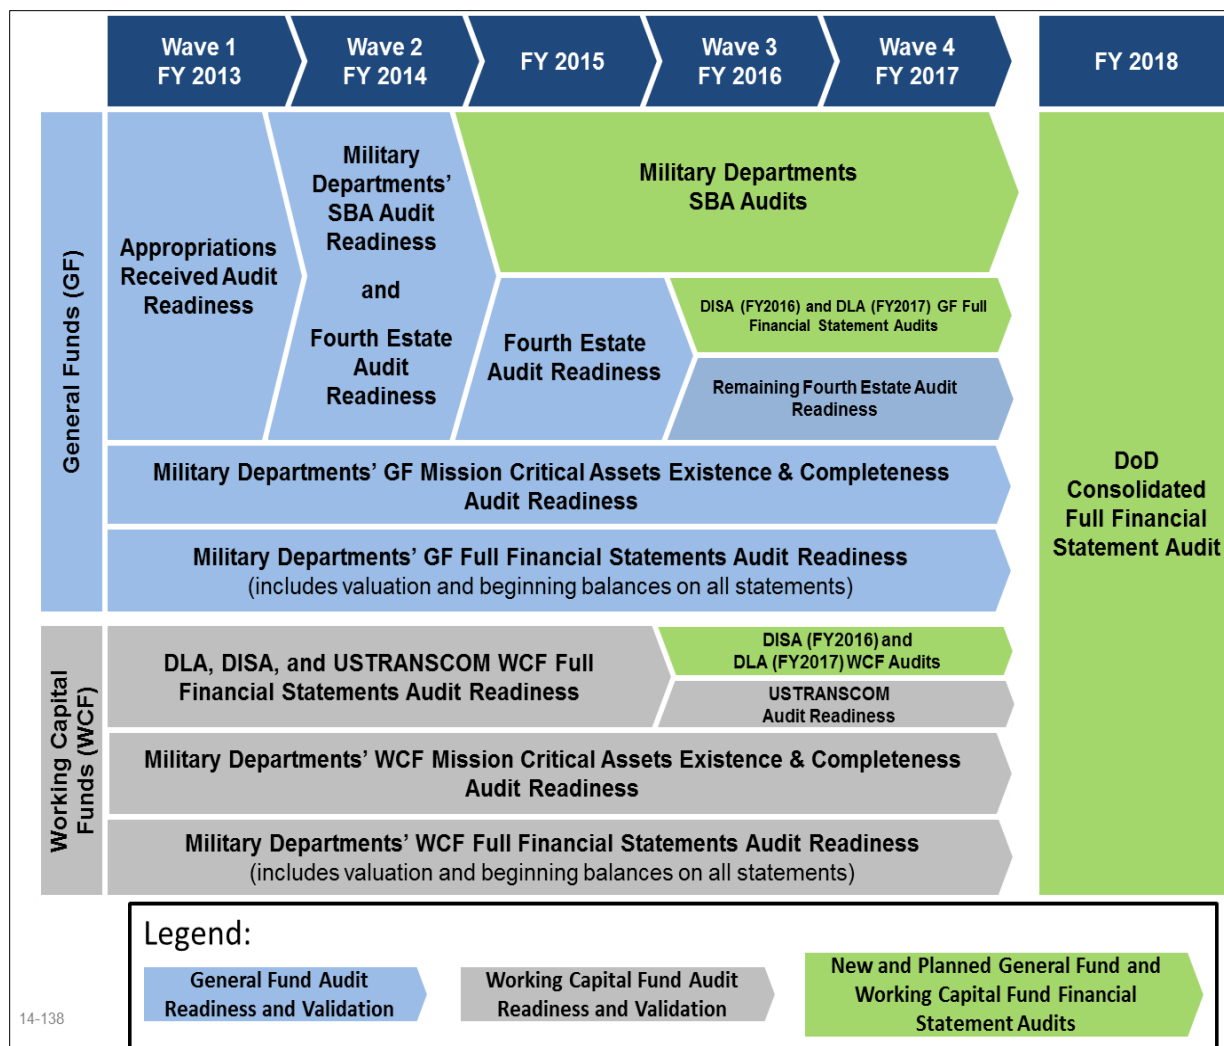 Wave 1
FY 2013
Wave 2
FY 2014
FY 2015
Wave 3
FY 2016
Wave 4
FY 2017
FY 2018
General Funds (GF)
Appropriations
Received Audit
Readiness
Military
Departments'
SBA Audit
Readiness
and
Fourth Estate
Audit
Readiness
Military Departments
SBA Audits
Fourth Estate
Audit Readiness
DISA (FY2016) and DLA (FY2017) GF Full
Financial Statement Audits
Remaining Fourth Estate Audit
Readiness
Military Departments' GF Mission Critical Assets Existence & Completeness
Audit Readiness
Military Departments' GF Full Financial Statements Audit Readiness
(includes valuation and beginning balances on all statements)
DoD
Consolidated
Full Financial
Statement Audit
Working Capital
Funds (WCF)
DLA, DISA, and USTRANSCOM WCF Full
Financial Statements Audit Readiness
DISA (FY2016) and
DLA (FY2017) WCF Audits
USTRANSCOM
Audit Readiness
Military Departments' WCF Mission Critical Assets Existence & Completeness
Audit Readiness
Military Departments' WCF Full Financial Statements Audit Readiness
(includes valuation and beginning balances on all statements)
Legend:
General Fund Audit
Readiness and Validation
Working Capital Fund Audit
Readiness and Validation
New and Planned General Fund and
Working Capital Fund Financial
Statement Audits
14-138